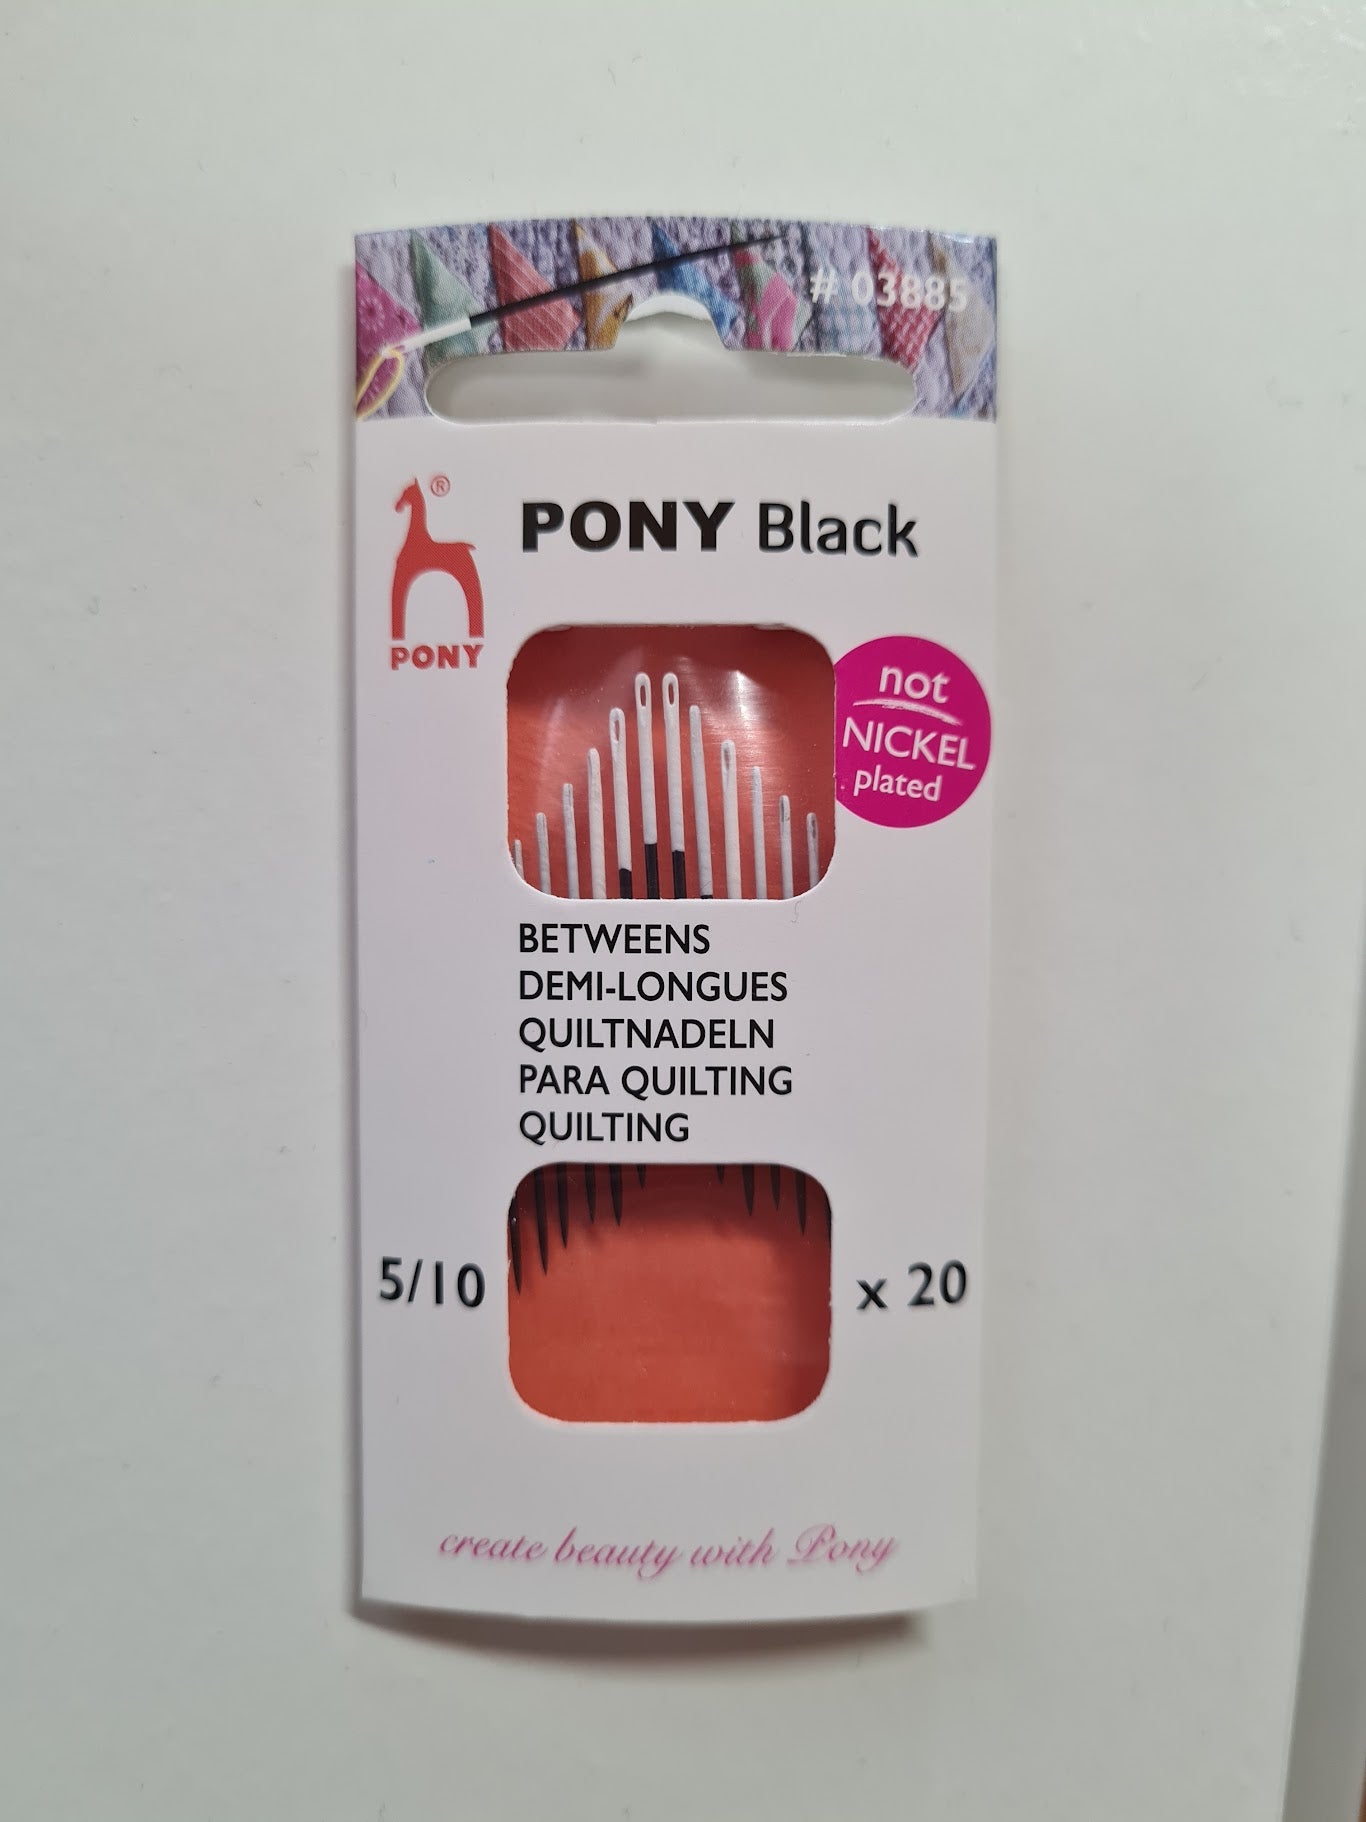 # 03885
®
PONY Black
PONY
not
NICKEL
plated
BETWEENS
DEMI-LONGUES
QUILTNADELN
PARA QUILTING
QUILTING
5/10
x 20
create beauty with Pony